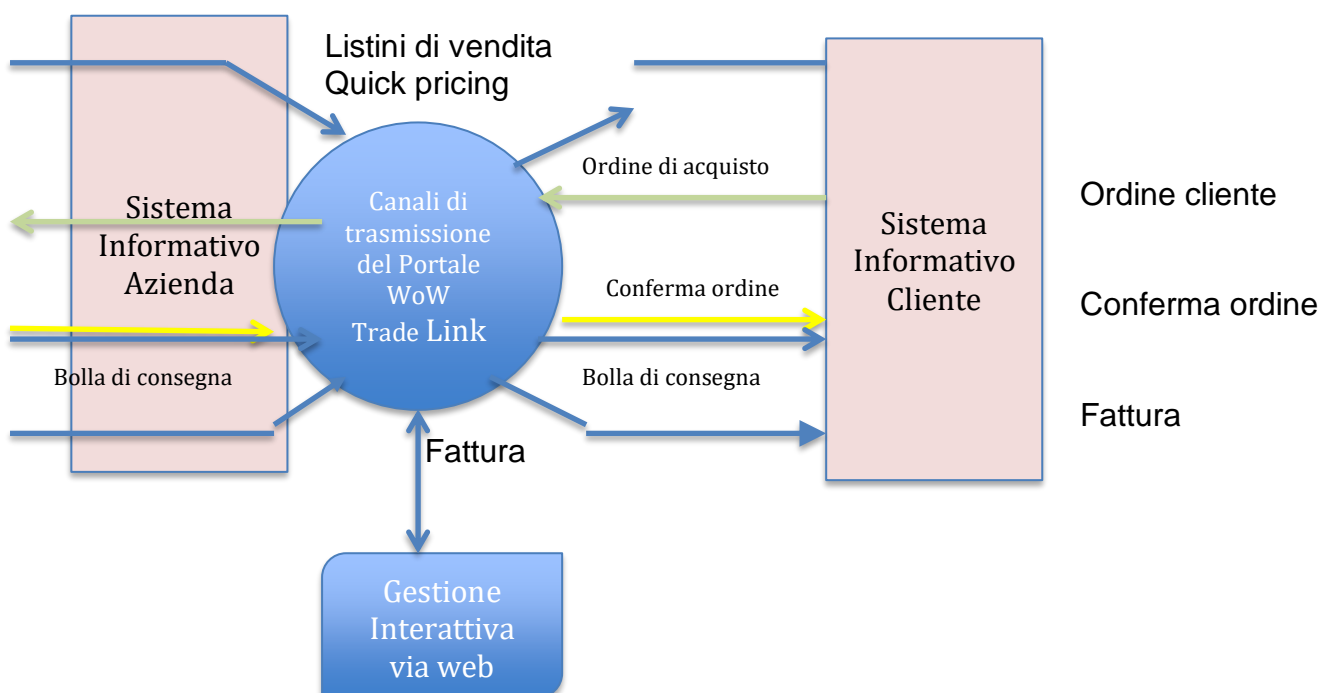 Listini di vendita
Quick pricing
Sistema
Informativo
Azienda
Bolla di consegna
Canali di
trasmissione
del Portale
WoW
Trade Link
Ordine di acquisto
Conferma ordine
Bolla di consegna
Fattura
Gestione
Interattiva
via web
Sistema
Informativo
Cliente
Ordine cliente
Conferma ordine
Fattura